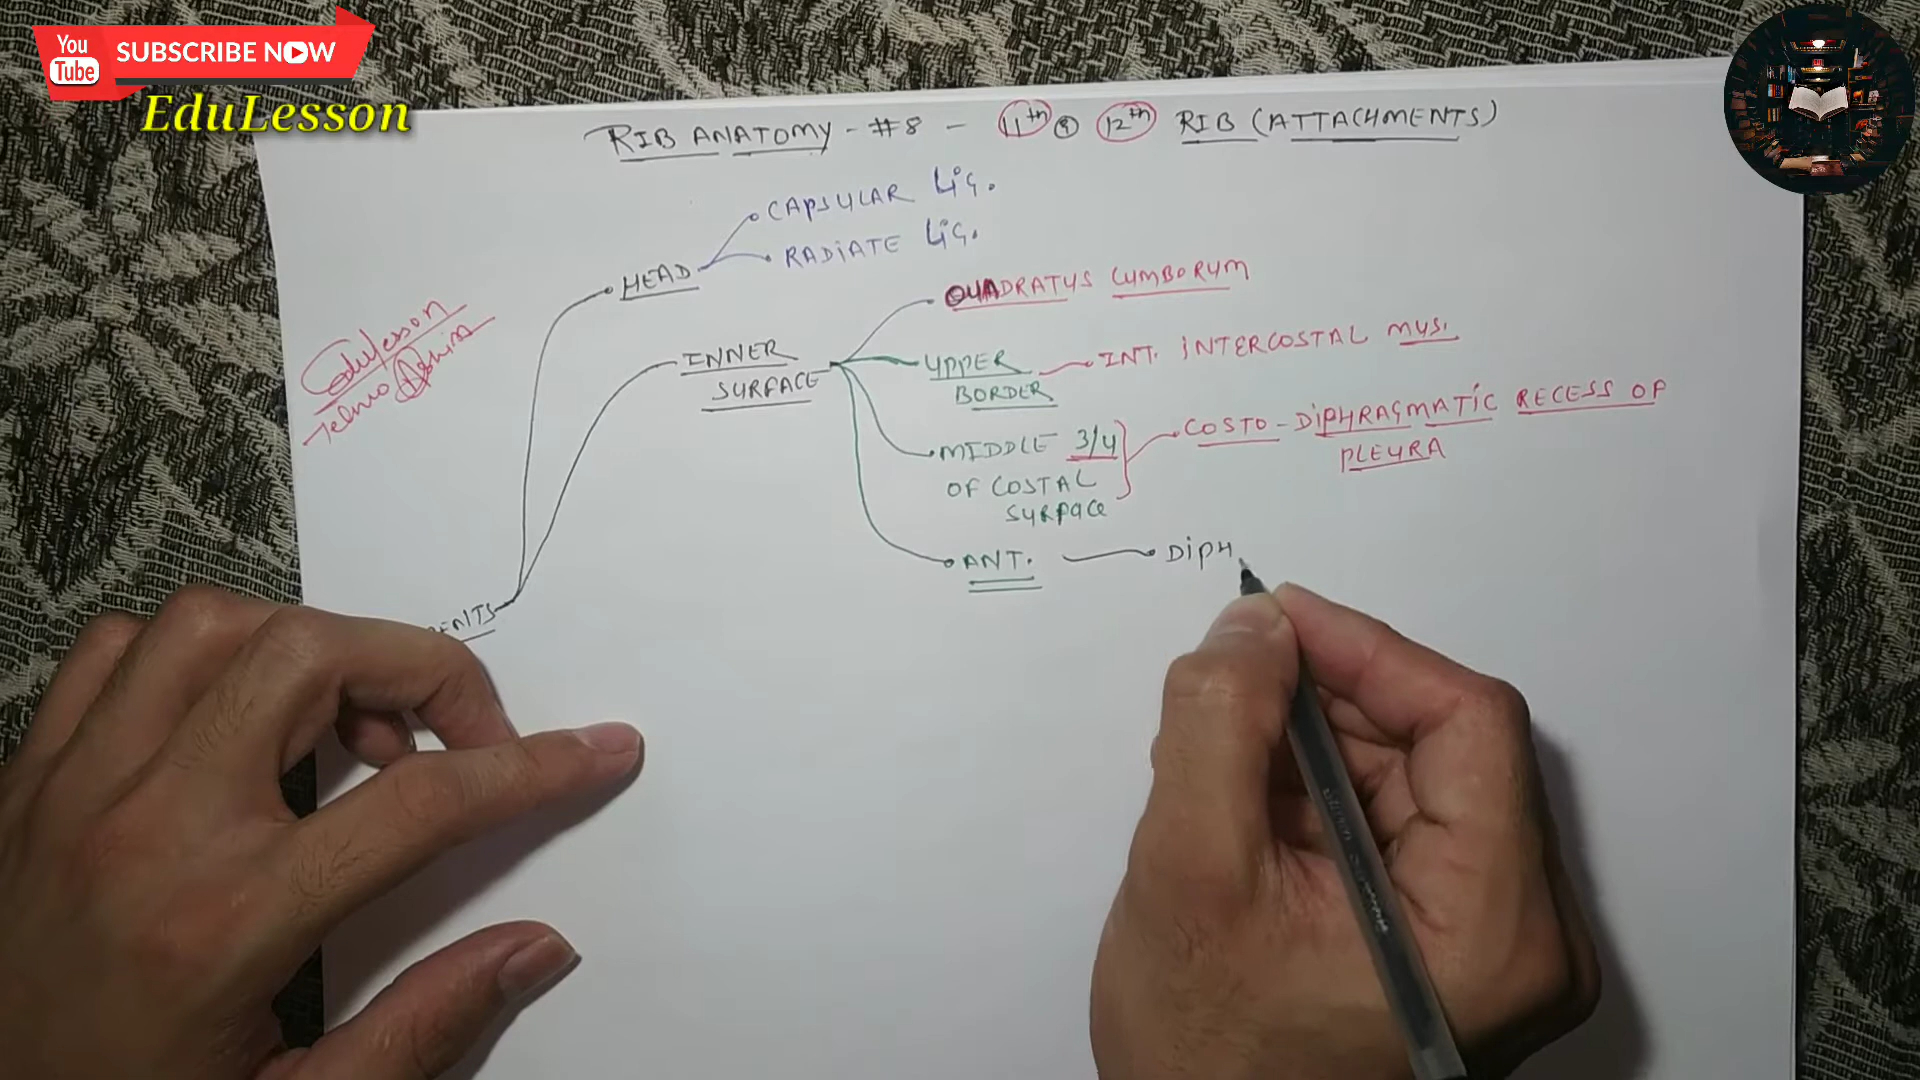 You
Tube
SUBSCRIBE NOW
EduLesson
RIB ANATOMY - #8 - 11th & 12th RIB (ATTACHMENTS)
HEAD
CAPSULAR Lig.
RADIATE Lig.
EduLesson
INNER
SURFACE
QUADRATUS LUMBORUM
UPPER
BORDER
INT. INTERCOSTAL MUS.
MIDDLE 3/4
OF COSTAL
SURFACE
COSTO-DiPHRAGMATIC RECESS OF
PLEURA
ANT.
DiPH
MENTS